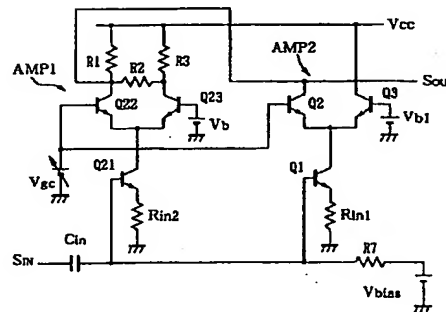 Vcc
R1
R2
R3
AMP1
AMP2
Sou
Q22
Q23
Q2
Q3
Vb
Vb1
Vgc
Q21
Q1
Rin2
Rin1
SIN
Cin
R7
Vbias